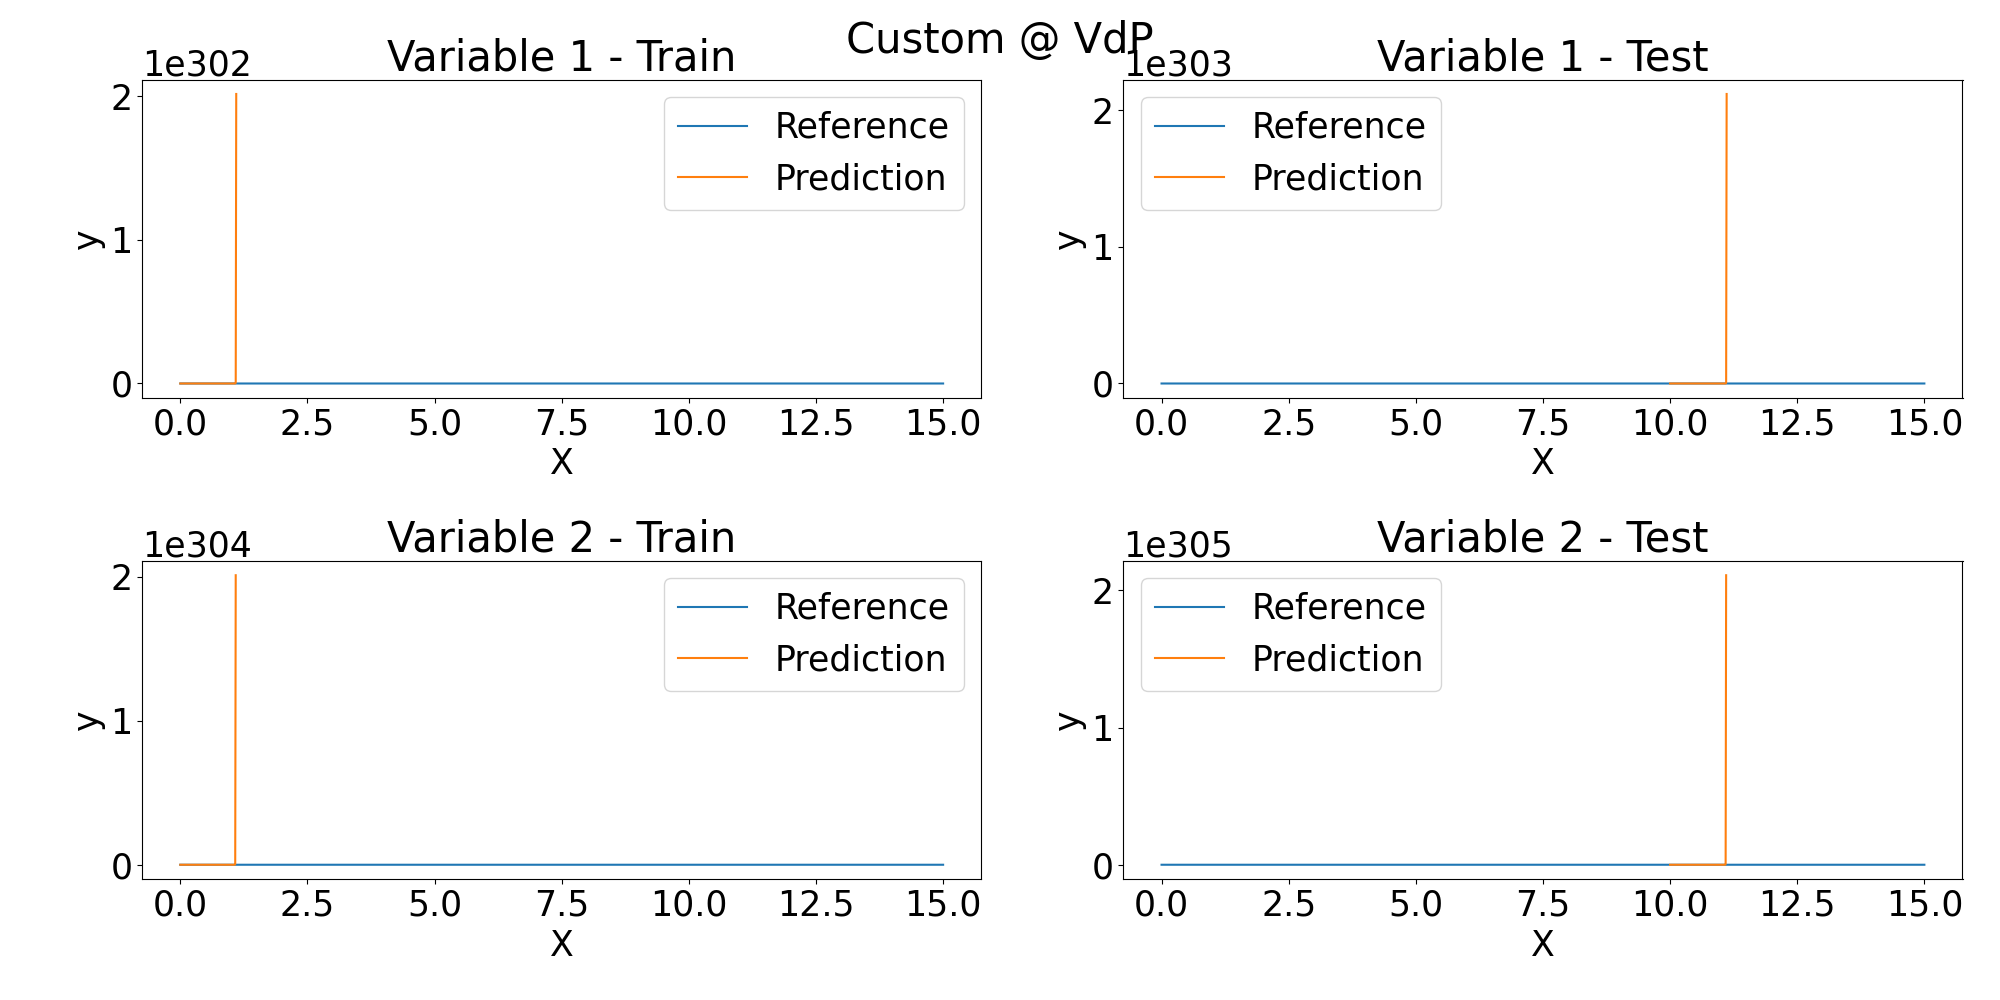 Custom @ VdP
Variable 1 - Train
1e302
2
1
0
y
Reference
Prediction
0.0 2.5 5.0 7.5 10.0 12.5 15.0
X
Variable 1 - Test
1e303
2
1
0
y
Reference
Prediction
0.0 2.5 5.0 7.5 10.0 12.5 15.0
X
Variable 2 - Train
1e304
2
1
0
y
Reference
Prediction
0.0 2.5 5.0 7.5 10.0 12.5 15.0
X
Variable 2 - Test
1e305
2
1
0
y
Reference
Prediction
0.0 2.5 5.0 7.5 10.0 12.5 15.0
X